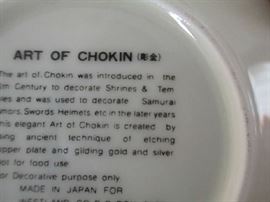 ART OF CHOKIN (彫金)
The art of Chokin was introduced in the
th Century to decorate Shrines & Tem
les and was used to decorate Samurai
mors, Swords Helmets, etc in the later years
his elegant Art of Chokin is created by
ing ancient technique of etching
pper plate and gilding gold and silver
ot for food use
or Decorative purpose only.
MADE IN JAPAN FOR